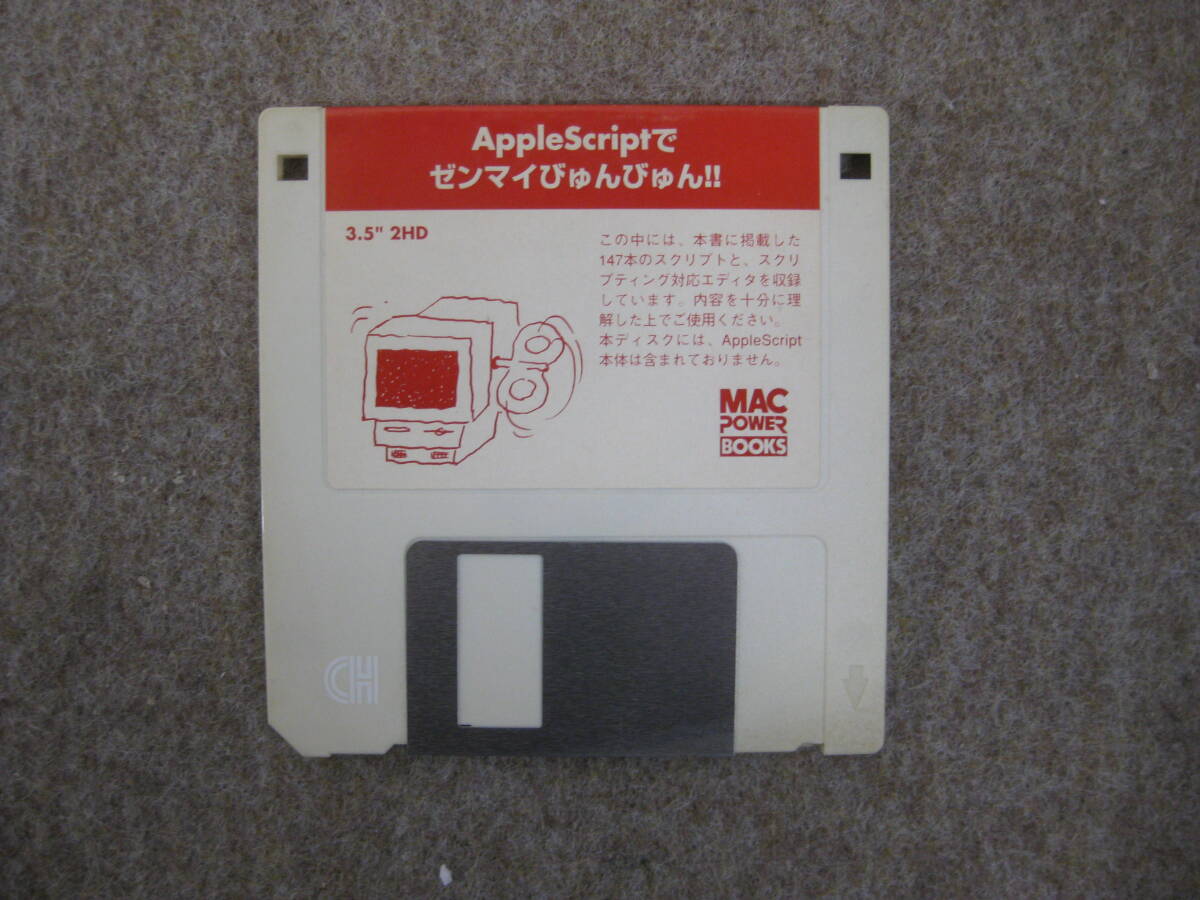 AppleScriptで
ゼンマイびゅんびゅん!!
3.5" 2HD
この中には、本書に掲載した
147本のスクリプトと、スクリ
プティング対応エディタを収録
しています。内容を十分に理
解した上でご使用ください。
本ディスクには、AppleScript
本体は含まれておりません。
MAC
POWER
BOOKS
HD